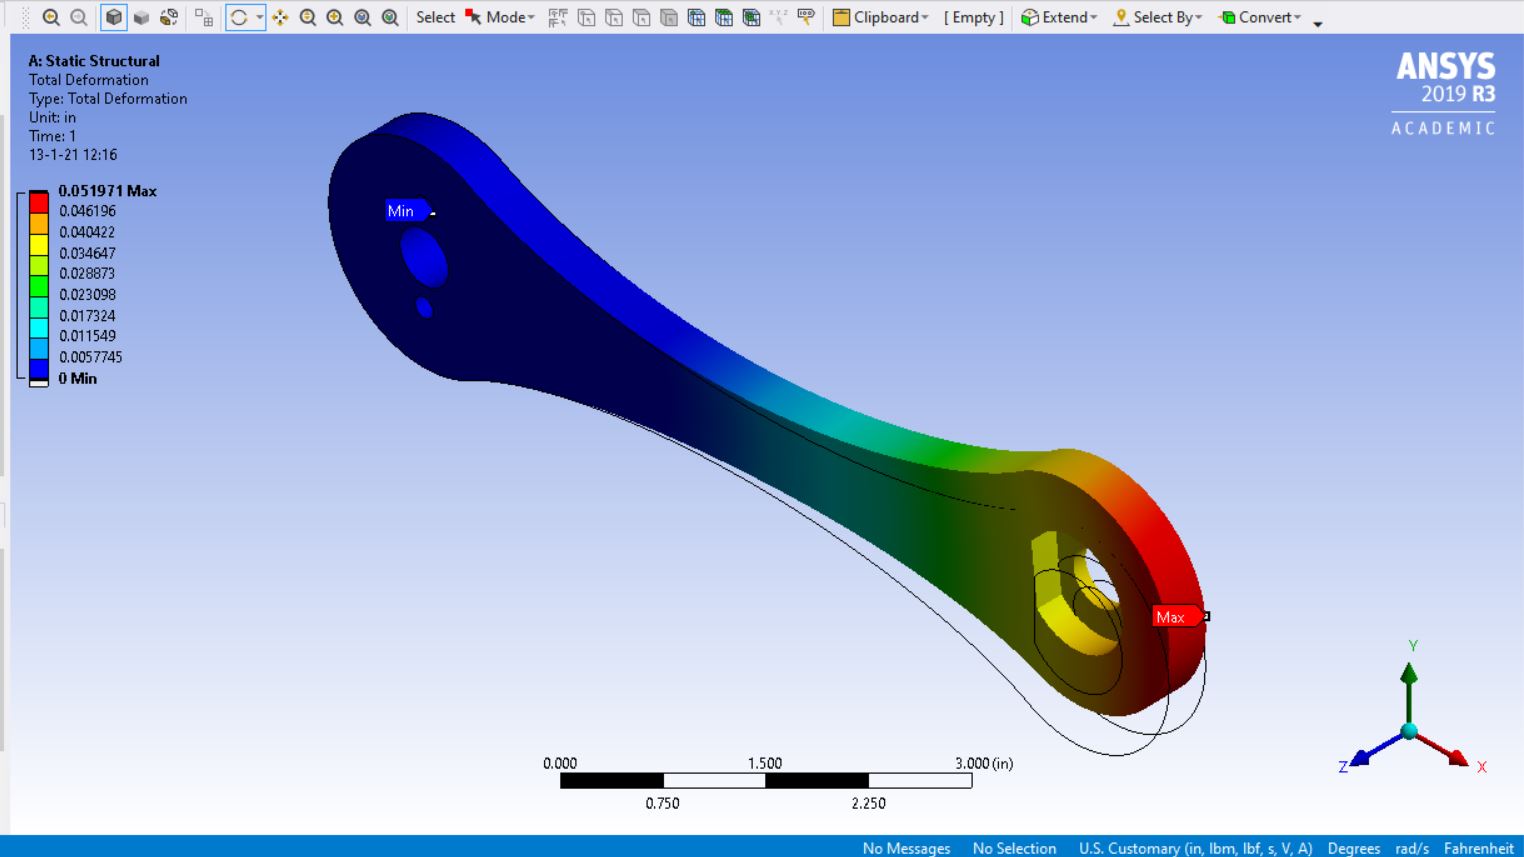 Select Mode Clipboard [ Empty ] Extend Select By Convert
A: Static Structural
Total Deformation
Type: Total Deformation
Unit: in
Time: 1
13-1-21 12:16
ANSYS
2019 R3
ACADEMIC
0.051971 Max
0.046196
0.040422
0.034647
0.028873
0.023098
0.017324
0.011549
0.0057745
0 Min
Min
Max
Y
Z
X
0.000 1.500 3.000 (in)
0.750 2.250
No Messages No Selection U.S. Customary (in, lbm, lbf, s, V, A) Degrees rad/s Fahrenheit